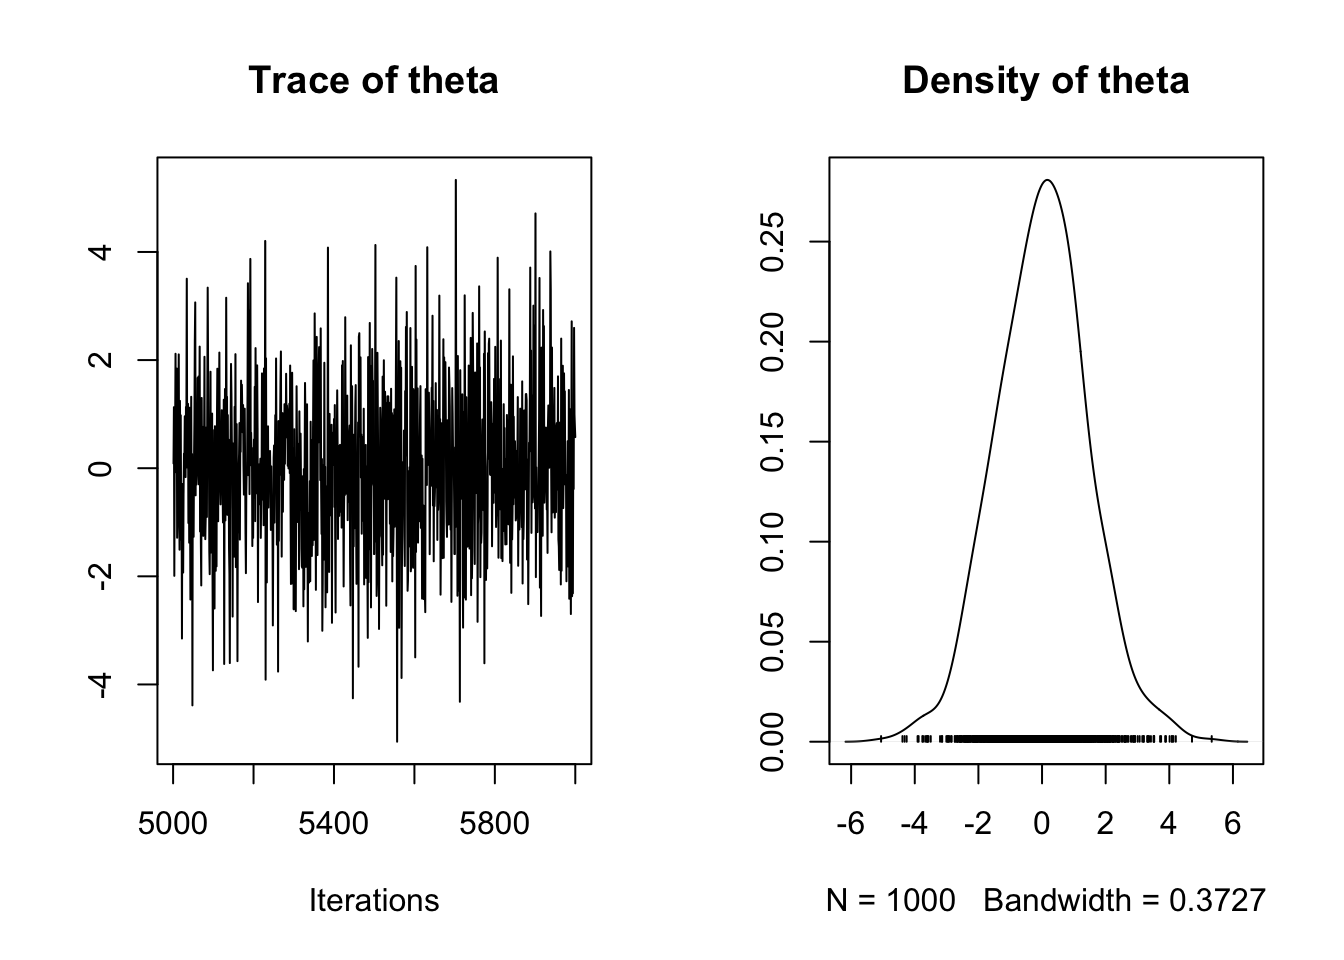 Trace of theta
4
2
0
-2
-4
5000 5400 5800
Iterations
Density of theta
0.25
0.20
0.15
0.10
0.05
0.00
-6 -4 -2 0 2 4 6
N = 1000 Bandwidth = 0.3727